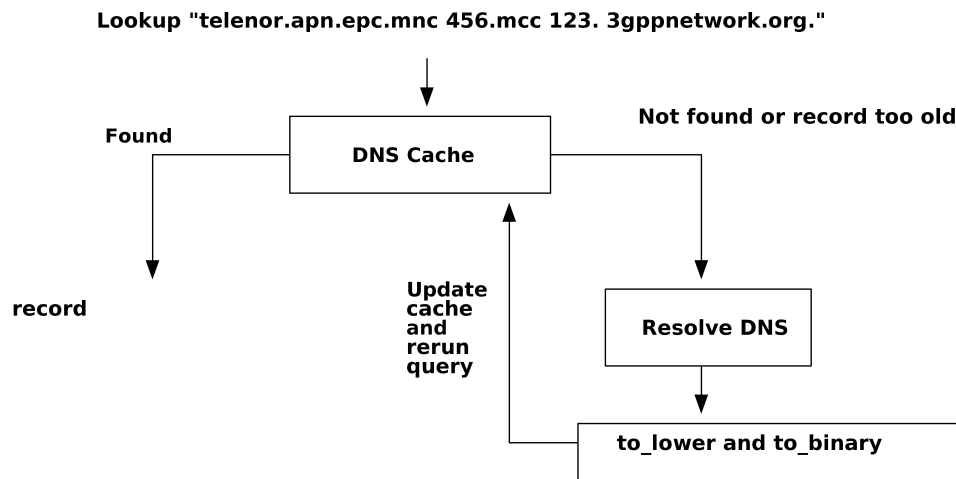 Lookup "telenor.apn.epc.mnc 456.mcc 123. 3gppnetwork.org."
Not found or record too old
Found
DNS Cache
Update
cache
and
rerun
query
record
Resolve DNS
to_lower and to_binary